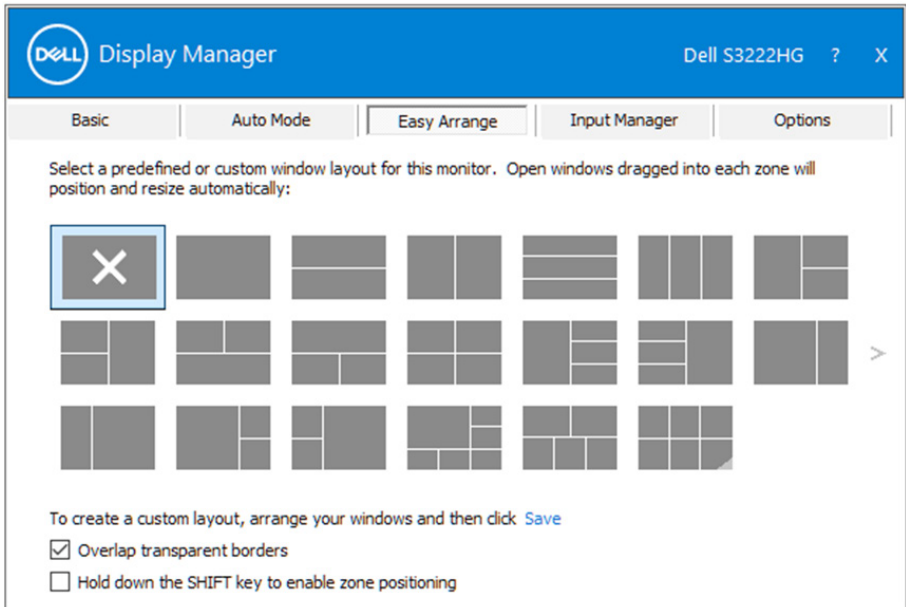 DELL Display Manager Dell S3222HG ? X
Basic Auto Mode Easy Arrange Input Manager Options
Select a predefined or custom window layout for this monitor. Open windows dragged into each zone will
position and resize automatically:
>
To create a custom layout, arrange your windows and then click Save
Overlap transparent borders
Hold down the SHIFT key to enable zone positioning